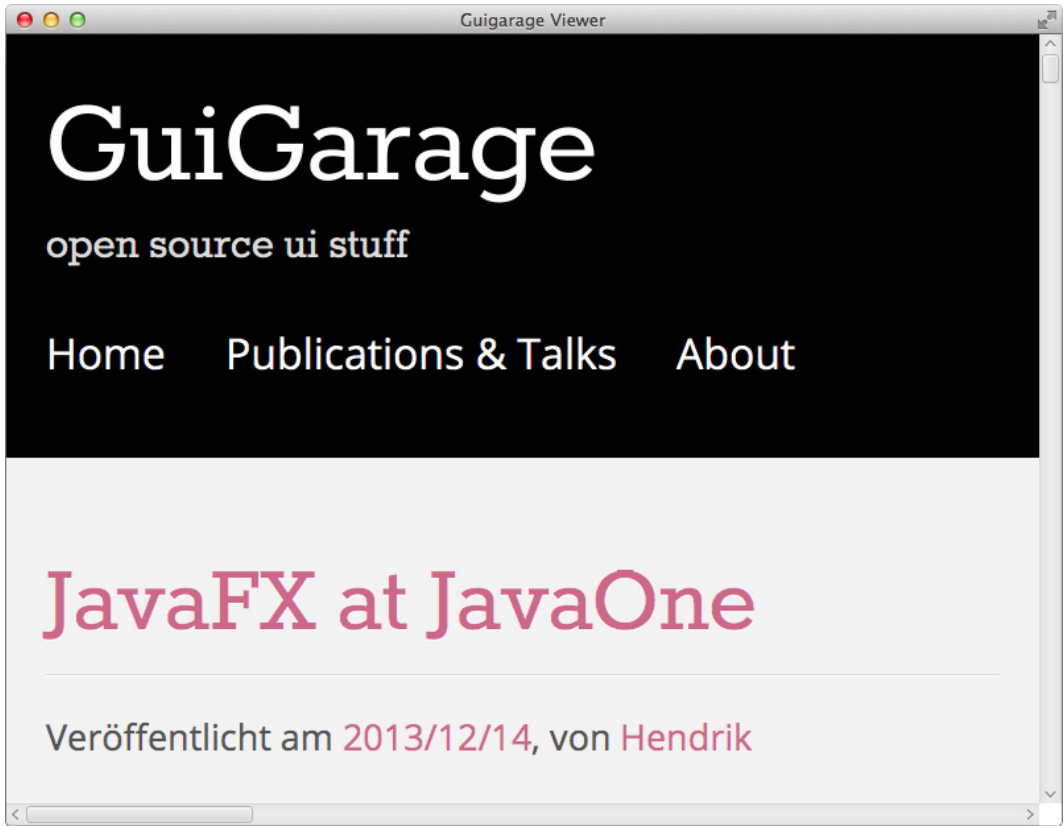 Guigarage Viewer
GuiGarage
open source ui stuff
Home Publications & Talks About
JavaFX at JavaOne
Veröffentlicht am 2013/12/14, von Hendrik